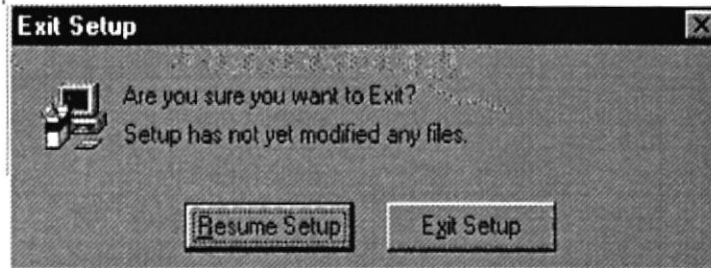 Exit Setup
Are you sure you want to Exit?
Setup has not yet modified any files.
Resume Setup
Exit Setup